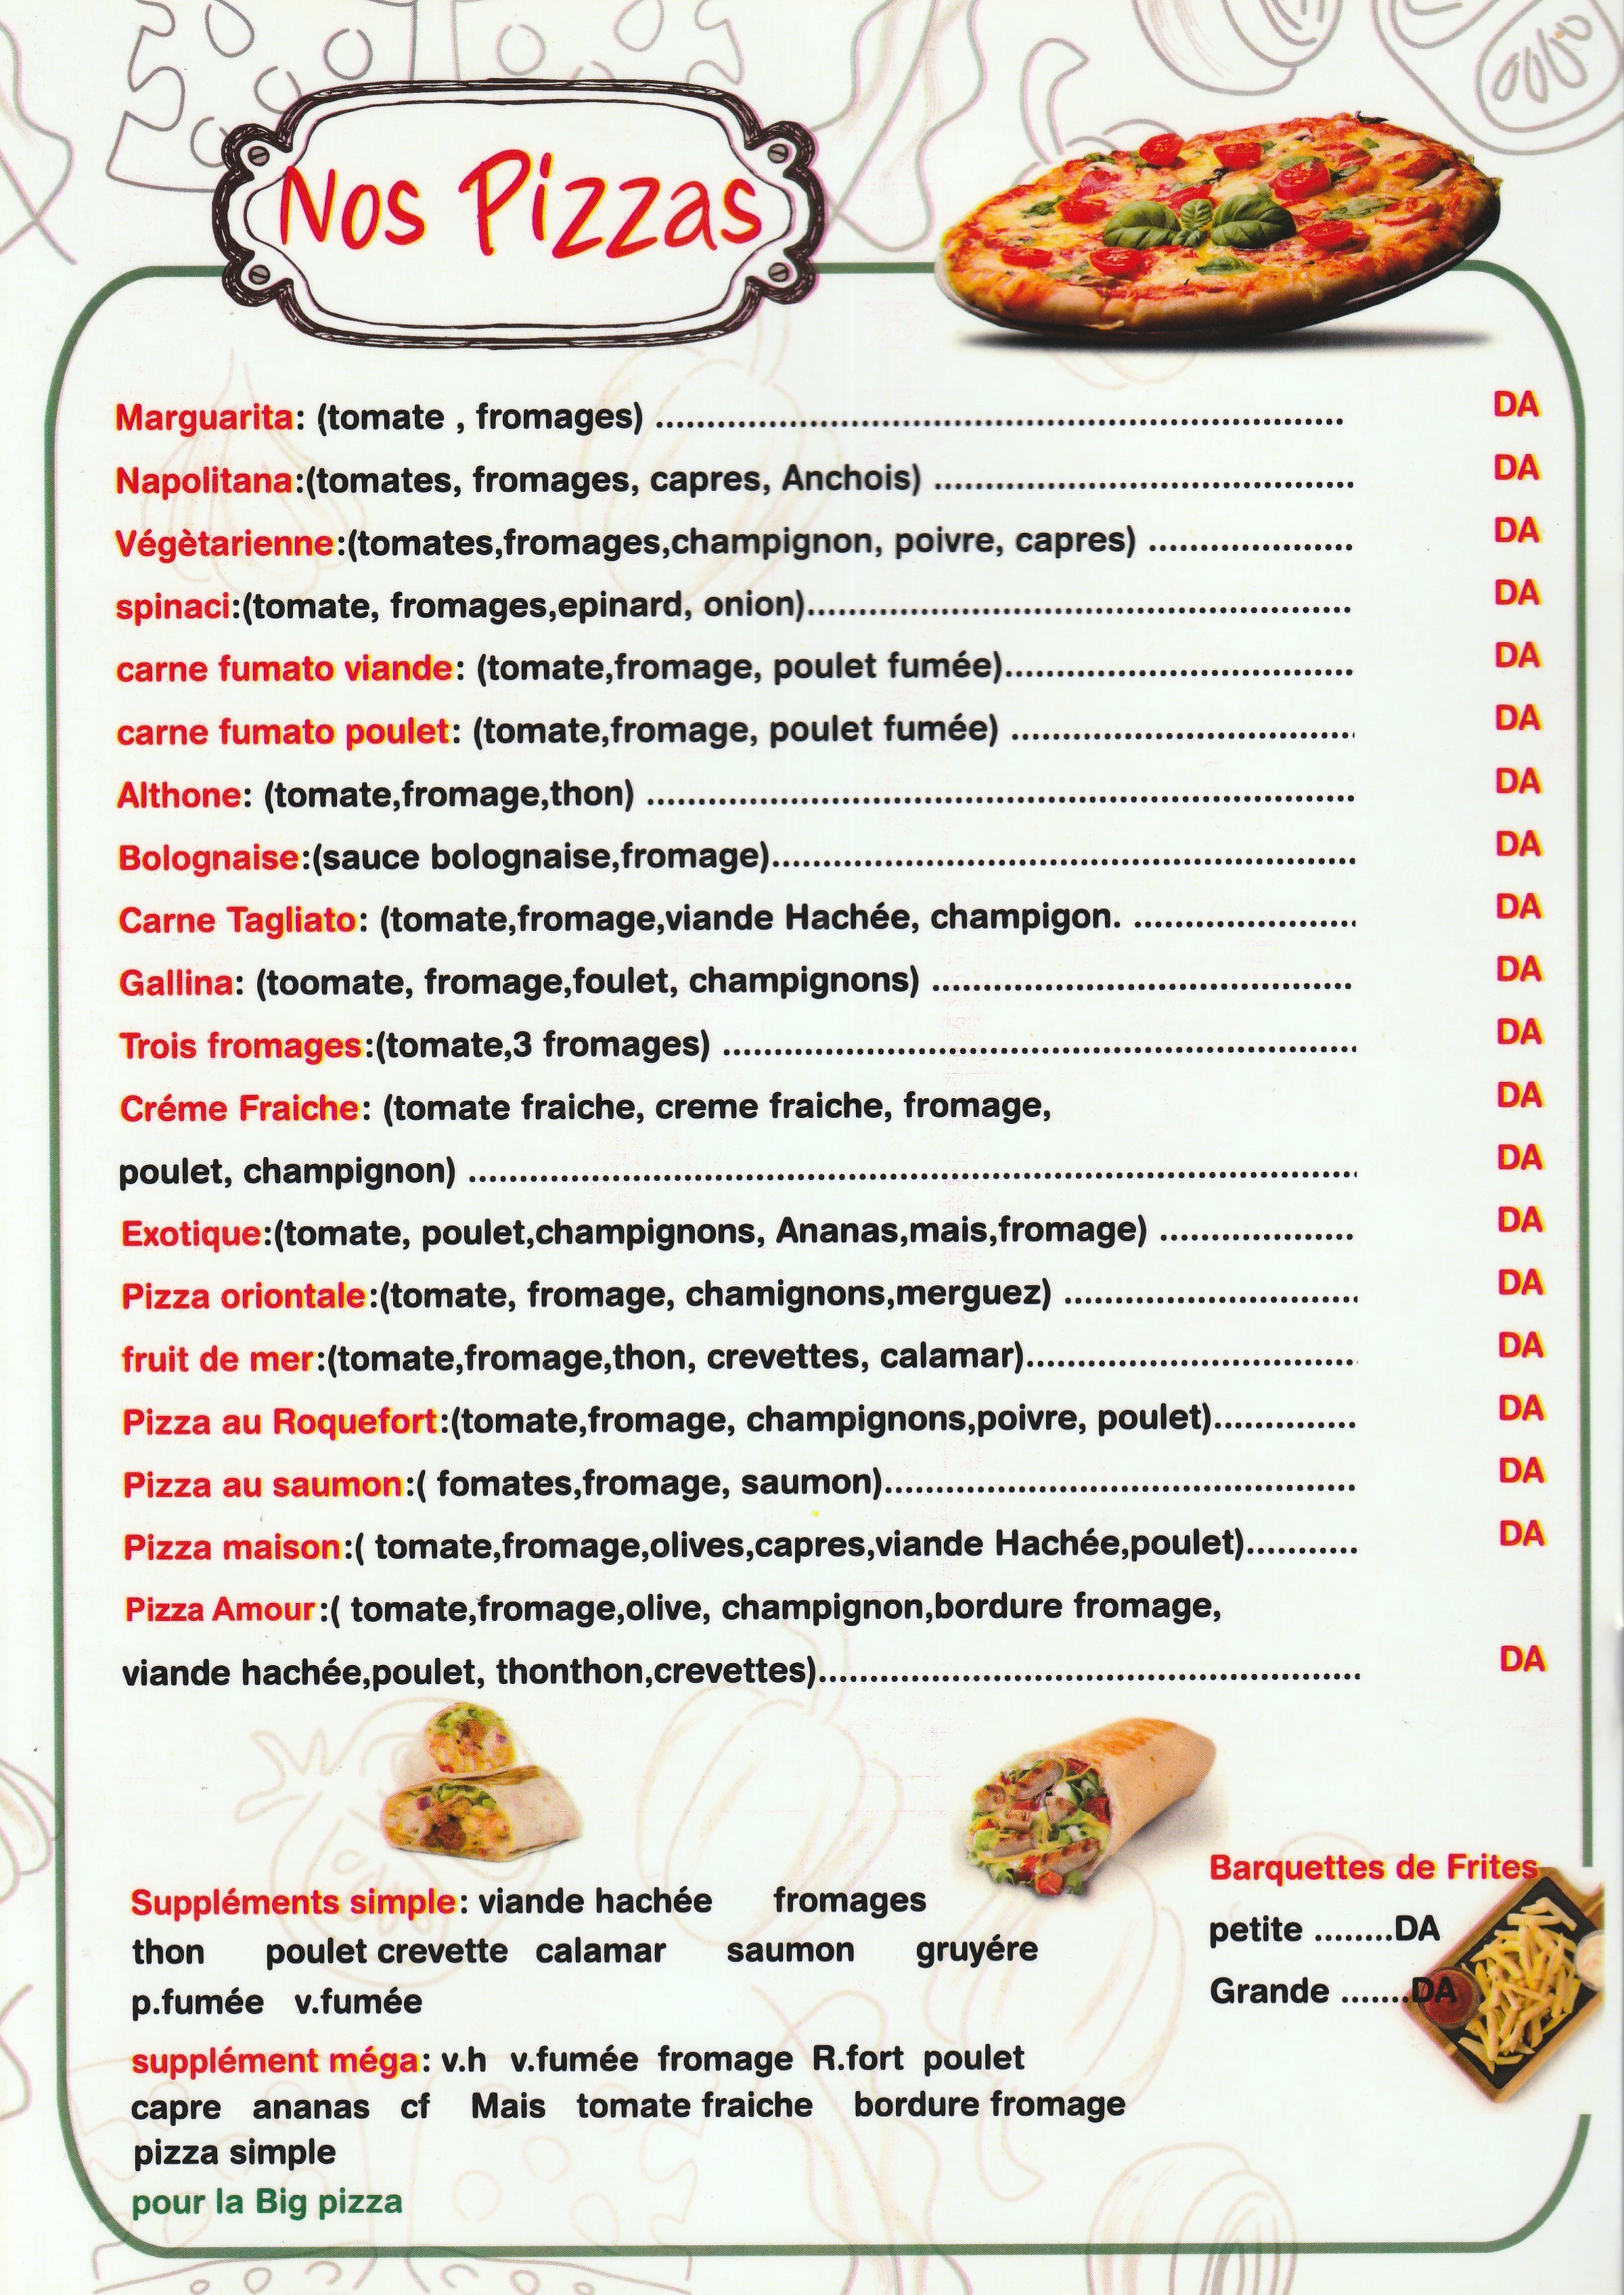 Nos Pizzas
Marguarita: (tomate , fromages) .................................................................... DA
Napolitana:(tomates, fromages, capres, Anchois) .......................................... DA
Végètarienne:(tomates,fromages,champignon, poivre, capres) .................... DA
spinaci:(tomate, fromages,epinard, onion)...................................................... DA
carne fumato viande: (tomate,fromage, poulet fumée).................................. DA
carne fumato poulet: (tomate,fromage, poulet fumée) .................................. DA
Althone: (tomate,fromage,thon) ...................................................................... DA
Bolognaise:(sauce bolognaise,fromage)......................................................... DA
Carne Tagliato: (tomate,fromage,viande Hachée, champigon. ...................... DA
Gallina: (toomate, fromage,foulet, champignons) .......................................... DA
Trois fromages:(tomate,3 fromages) ............................................................... DA
Créme Fraiche: (tomate fraiche, creme fraiche, fromage, DA
poulet, champignon) ........................................................................................ DA
Exotique:(tomate, poulet,champignons, Ananas,mais,fromage) ................... DA
Pizza oriontale:(tomate, fromage, chamignons,merguez) ............................. DA
fruit de mer:(tomate,fromage,thon, crevettes, calamar)................................ DA
Pizza au Roquefort:(tomate,fromage, champignons,poivre, poulet).............. DA
Pizza au saumon:( fomates,fromage, saumon).............................................. DA
Pizza maison:( tomate,fromage,olives,capres,viande Hachée,poulet)........... DA
Pizza Amour:( tomate,fromage,olive, champignon,bordure fromage,
viande hachée,poulet, thonthon,crevettes)..................................................... DA
Suppléments simple: viande hachée fromages
thon poulet crevette calamar saumon gruyére
p.fumée v.fumée
supplément méga: v.h v.fumée fromage R.fort poulet
capre ananas cf Mais tomate fraiche bordure fromage
pizza simple
pour la Big pizza
Barquettes de Frites
petite ........DA
Grande .......DA